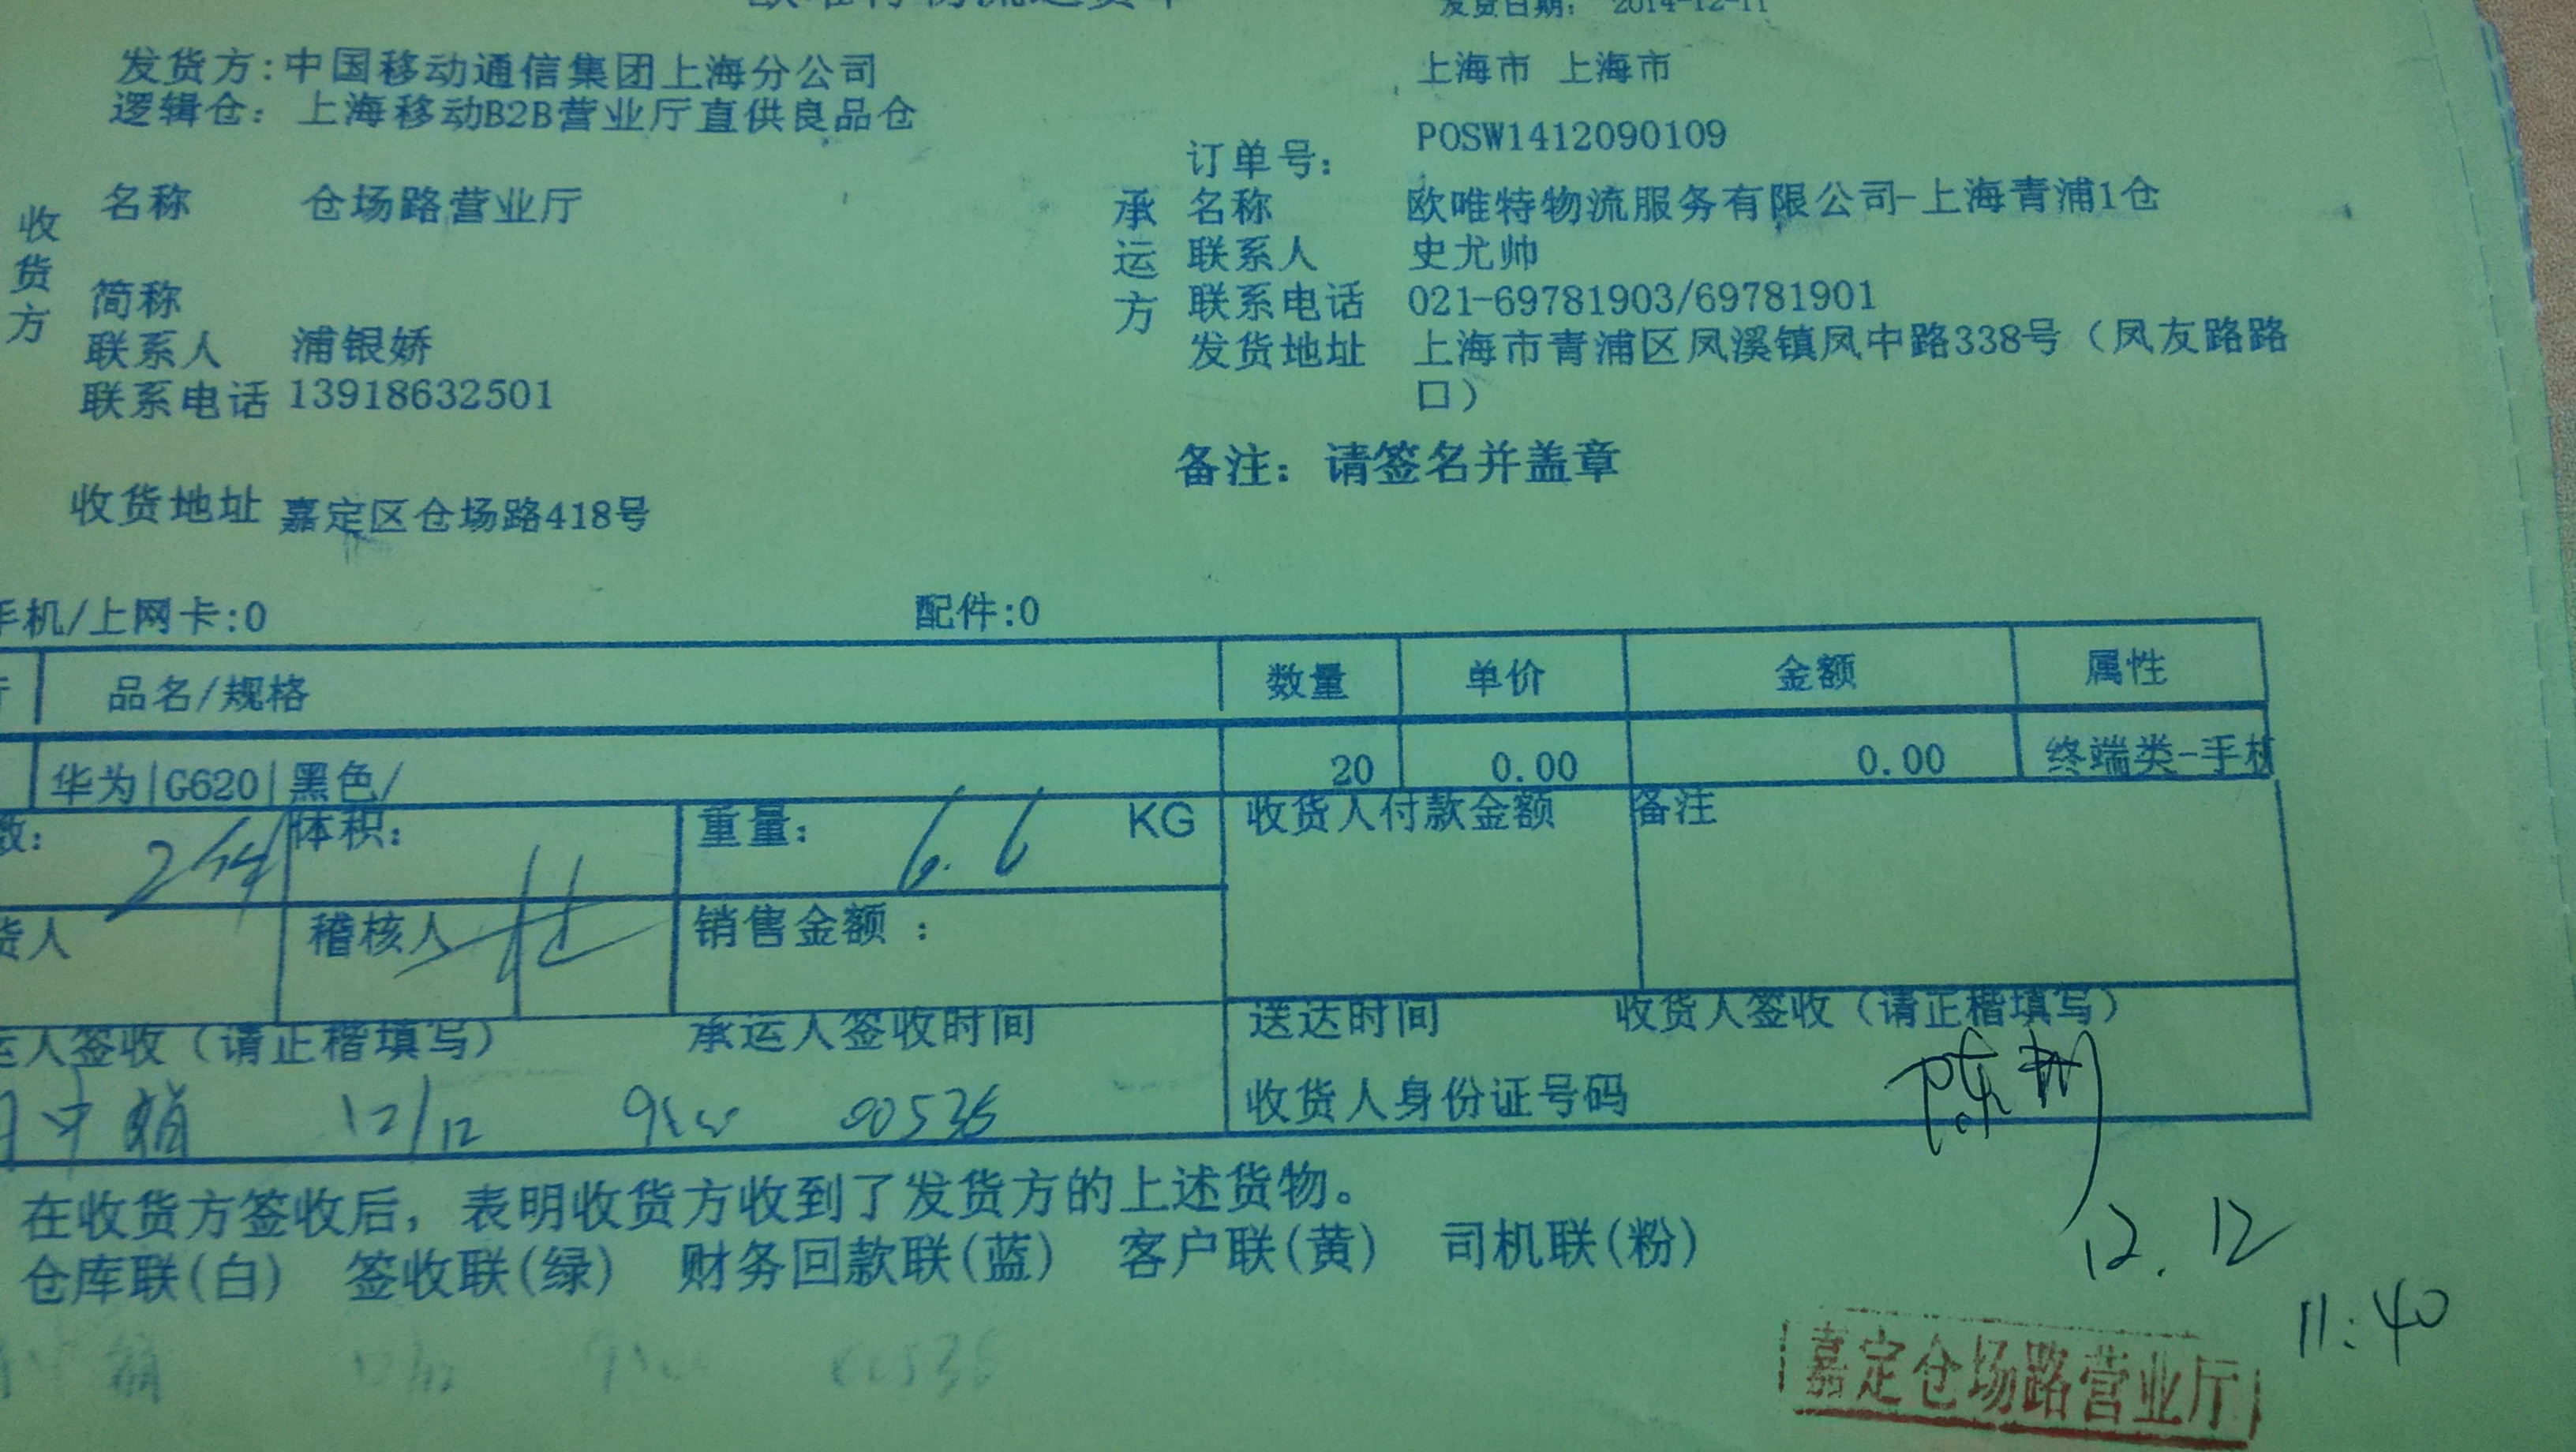 发货日期： 2014-12-11
发货方:中国移动通信集团上海分公司
上海市 上海市
逻辑仓： 上海移动B2B营业厅直供良品仓
订单号： POSW1412090109
收货方
名称 仓场路营业厅
简称
联系人 浦银娇
联系电话 13918632501
收货地址 嘉定区仓场路418号
承运方
名称 欧唯特物流服务有限公司-上海青浦1仓
联系人 史尤帅
联系电话 021-69781903/69781901
发货地址 上海市青浦区凤溪镇凤中路338号（凤友路路
口）
备注：请签名并盖章
手机/上网卡:0 配件:0
品名/规格 数量 单价 金额 属性
华为|G620|黑色/ 20 0.00 0.00 终端类-手机
数： 体积： 重量： 6.6 KG 收货人付款金额 备注
货人 稽核人 销售金额 ：
运人签收（请正楷填写） 承运人签收时间 送达时间 收货人签收（请正楷填写）
12/12 00536 收货人身份证号码
在收货方签收后，表明收货方收到了发货方的上述货物。
仓库联(白) 签收联(绿) 财务回款联(蓝) 客户联(黄) 司机联(粉)
12.12
11:40
嘉定仓场路营业厅